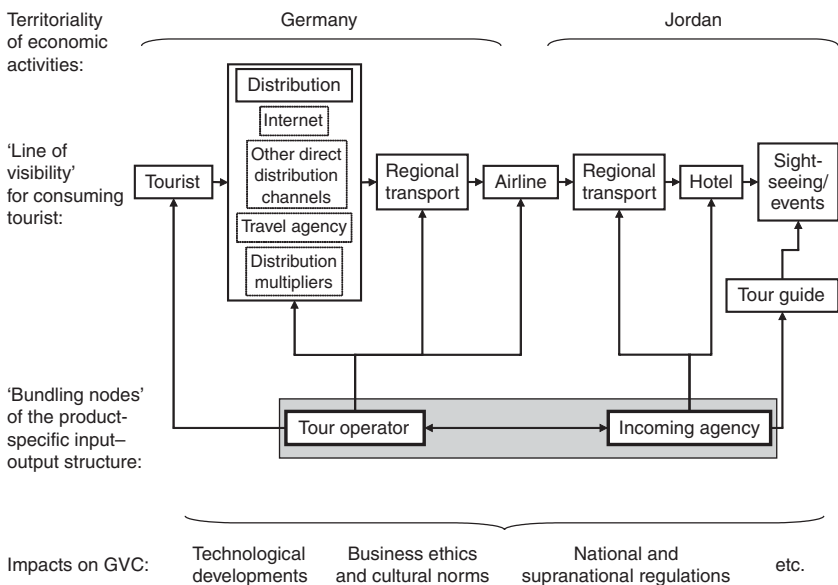 Territoriality
of economic
activities:
Germany
Jordan
'Line of
visibility'
for consuming
tourist:
Tourist
Distribution
Internet
Other direct
distribution
channels
Travel agency
Distribution
multipliers
Regional
transport
Airline
Regional
transport
Hotel
Sight-
seeing/
events
Tour guide
'Bundling nodes'
of the product-
specific input–
output structure:
Tour operator
Incoming agency
Impacts on GVC:
Technological
developments
Business ethics
and cultural norms
National and
supranational regulations
etc.